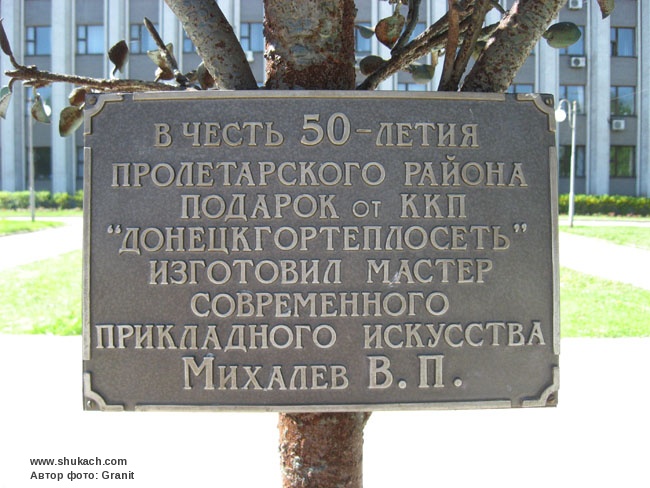 В ЧЕСТЬ 50-ЛЕТИЯ
ПРОЛЕТАРСКОГО РАЙОНА
ПОДАРОК ОТ ККП
"ДОНЕЦКГОРТЕПЛОСЕТЬ"
ИЗГОТОВИЛ МАСТЕР
СОВРЕМЕННОГО
ПРИКЛАДНОГО ИСКУССТВА
МИХАЛЕВ В.П.
www.shukach.com
Автор фото: Granit